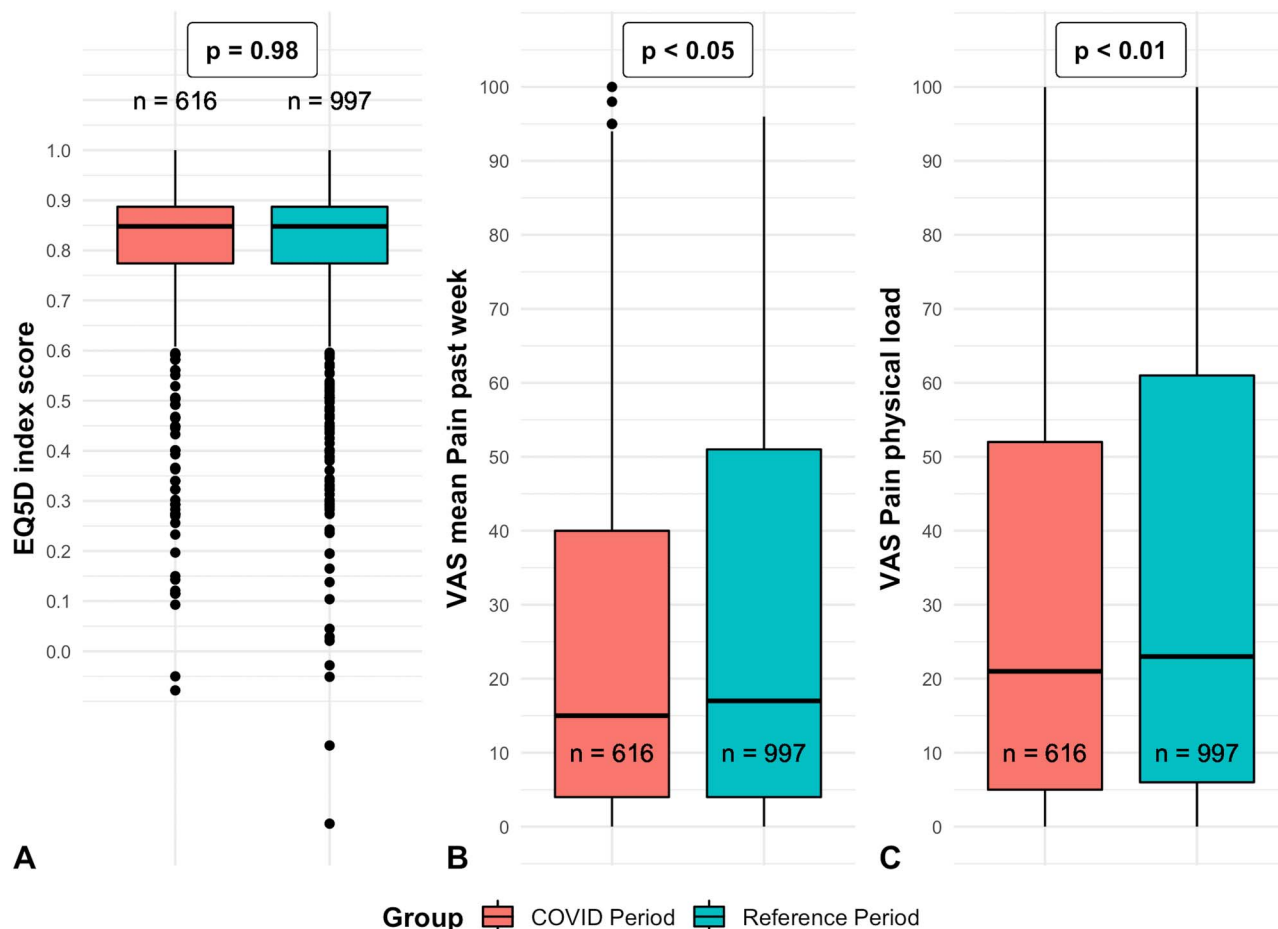 p = 0.98
n = 616
n = 997
1.0
0.9
0.8
0.7
0.6
0.5
0.4
0.3
0.2
0.1
0.0
EQ5D index score
A
p < 0.05
100
90
80
70
60
50
40
30
20
10
0
VAS mean Pain past week
n = 616
n = 997
B
p < 0.01
100
90
80
70
60
50
40
30
20
10
0
VAS Pain physical load
n = 616
n = 997
C
Group COVID Period Reference Period